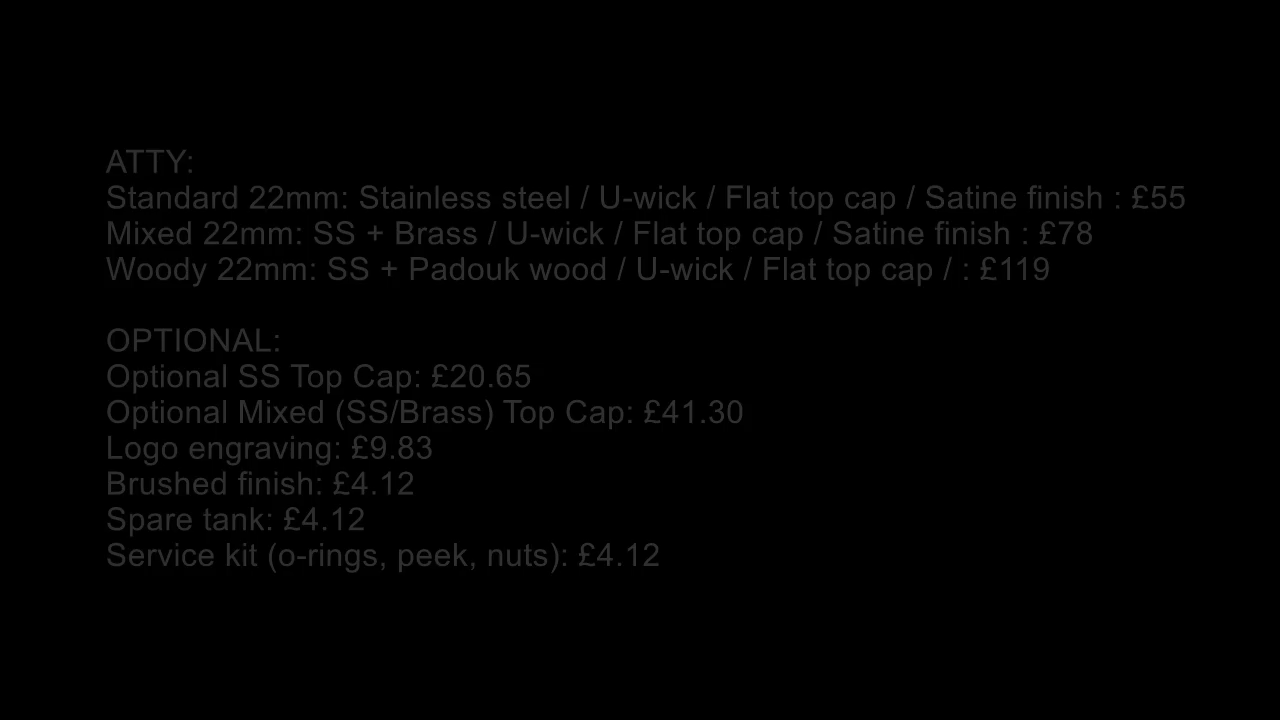 ATTY:
Standard 22mm: Stainless steel / U-wick / Flat top cap / Satine finish : £55
Mixed 22mm: SS + Brass / U-wick / Flat top cap / Satine finish : £78
Woody 22mm: SS + Padouk wood / U-wick / Flat top cap / : £119
OPTIONAL:
Optional SS Top Cap: £20.65
Optional Mixed (SS/Brass) Top Cap: £41.30
Logo engraving: £9.83
Brushed finish: £4.12
Spare tank: £4.12
Service kit (o-rings, peek, nuts): £4.12